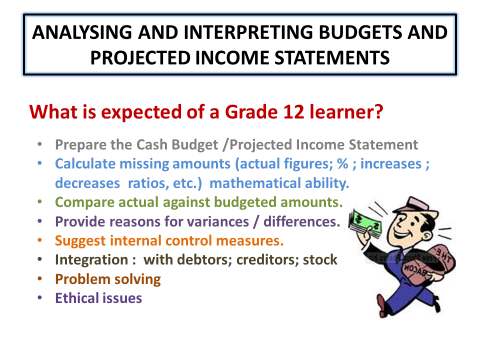 ANALYSING AND INTERPRETING BUDGETS AND
PROJECTED INCOME STATEMENTS
What is expected of a Grade 12 learner?
• Prepare the Cash Budget /Projected Income Statement
• Calculate missing amounts (actual figures; % ; increases ;
decreases ratios, etc.) mathematical ability.
• Compare actual against budgeted amounts.
• Provide reasons for variances / differences.
• Suggest internal control measures.
• Integration : with debtors; creditors; stock
• Problem solving
• Ethical issues
THE
BACON